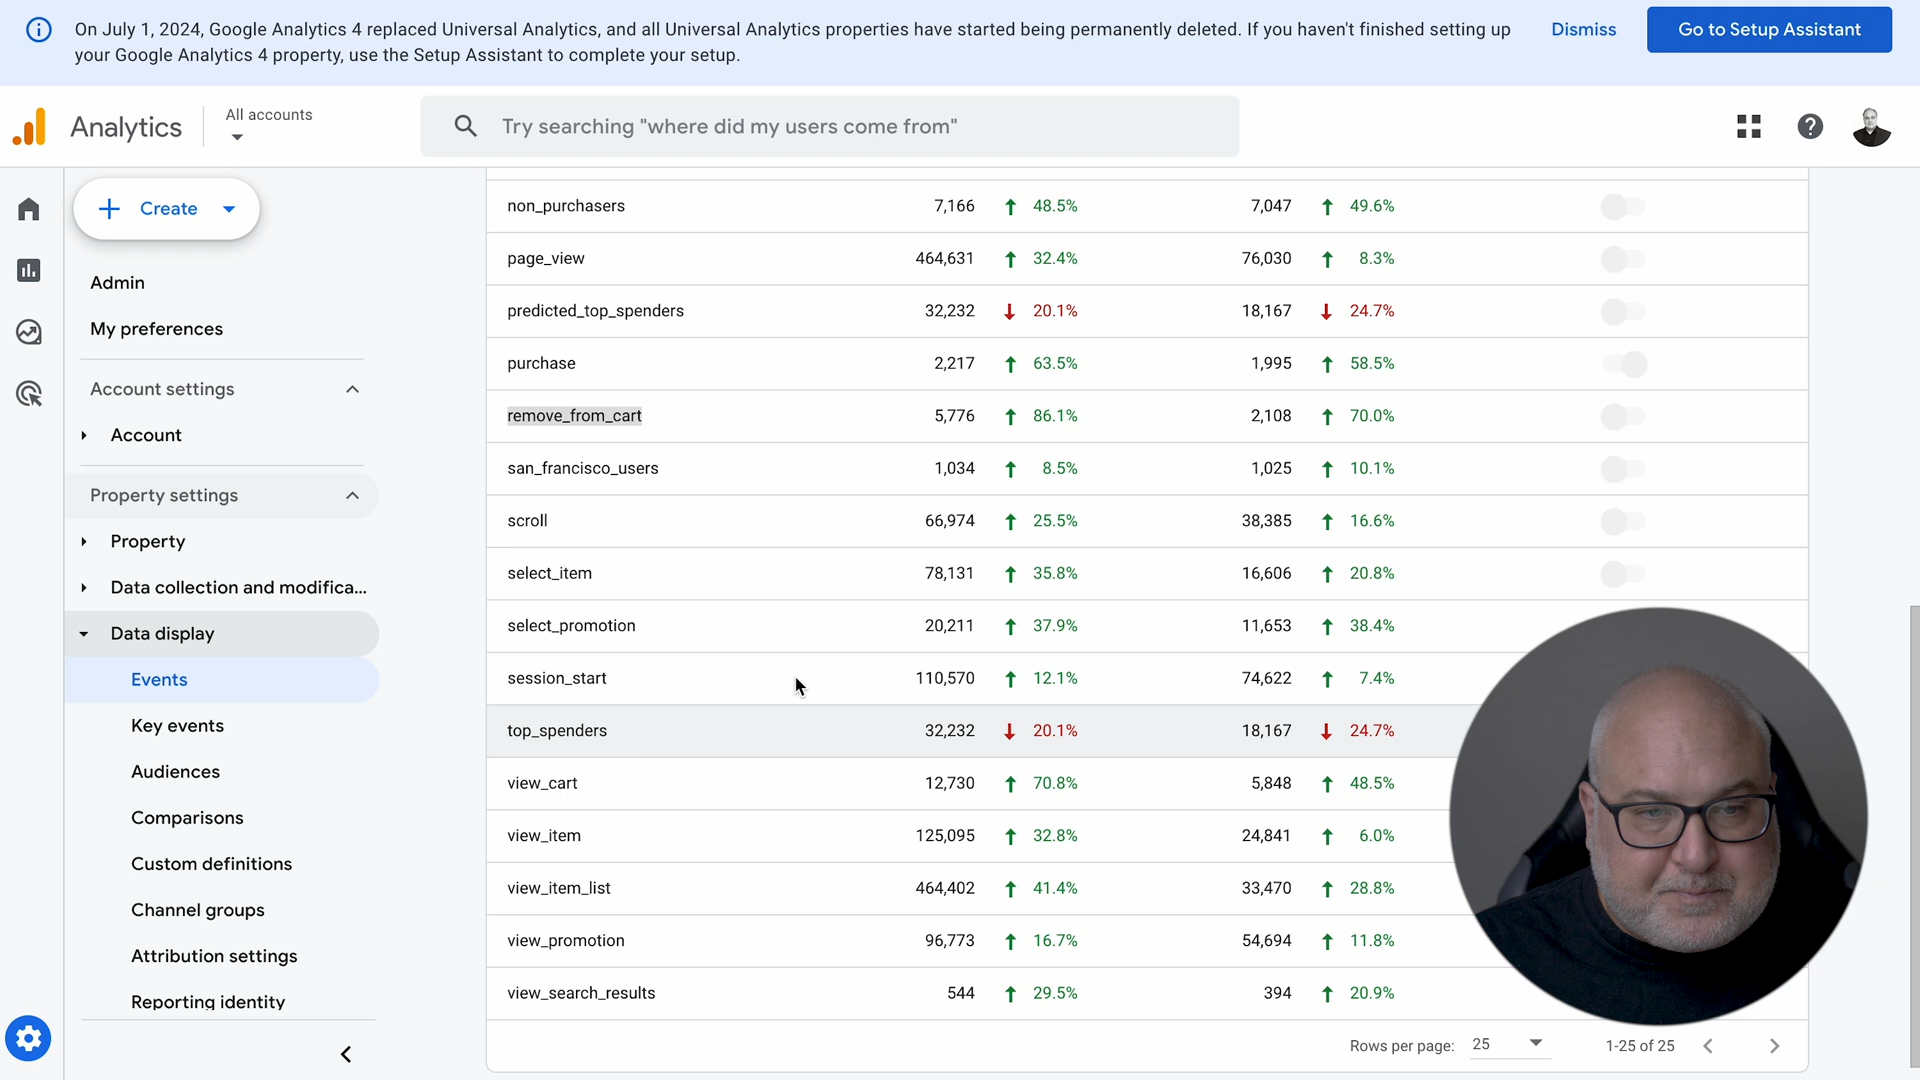 On July 1, 2024, Google Analytics 4 replaced Universal Analytics, and all Universal Analytics properties have started being permanently deleted. If you haven't finished setting up
your Google Analytics 4 property, use the Setup Assistant to complete your setup.
Dismiss
Go to Setup Assistant
Analytics
All accounts
Try searching "where did my users come from"
Create
Admin
My preferences
Account settings
Account
Property settings
Property
Data collection and modifica...
Data display
Events
Key events
Audiences
Comparisons
Custom definitions
Channel groups
Attribution settings
Reporting identity
non_purchasers 7,166 48.5% 7,047 49.6%
page_view 464,631 32.4% 76,030 8.3%
predicted_top_spenders 32,232 20.1% 18,167 24.7%
purchase 2,217 63.5% 1,995 58.5%
remove_from_cart 5,776 86.1% 2,108 70.0%
san_francisco_users 1,034 8.5% 1,025 10.1%
scroll 66,974 25.5% 38,385 16.6%
select_item 78,131 35.8% 16,606 20.8%
select_promotion 20,211 37.9% 11,653 38.4%
session_start 110,570 12.1% 74,622 7.4%
top_spenders 32,232 20.1% 18,167 24.7%
view_cart 12,730 70.8% 5,848 48.5%
view_item 125,095 32.8% 24,841 6.0%
view_item_list 464,402 41.4% 33,470 28.8%
view_promotion 96,773 16.7% 54,694 11.8%
view_search_results 544 29.5% 394 20.9%
Rows per page: 25 1-25 of 25